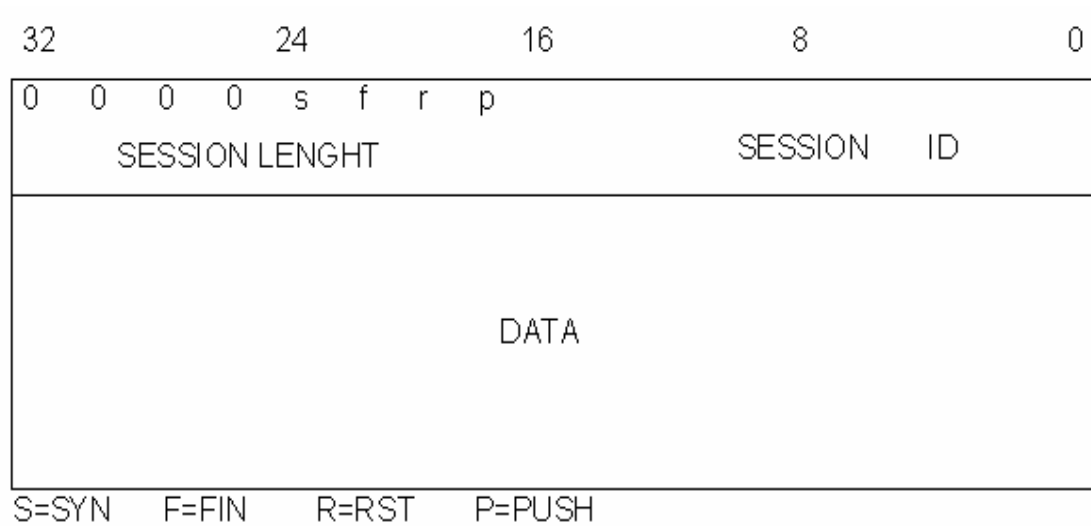 32 24 16 8 0
0 0 0 0 s f r p
SESSION LENGHT SESSION ID
DATA
S=SYN F=FIN R=RST P=PUSH